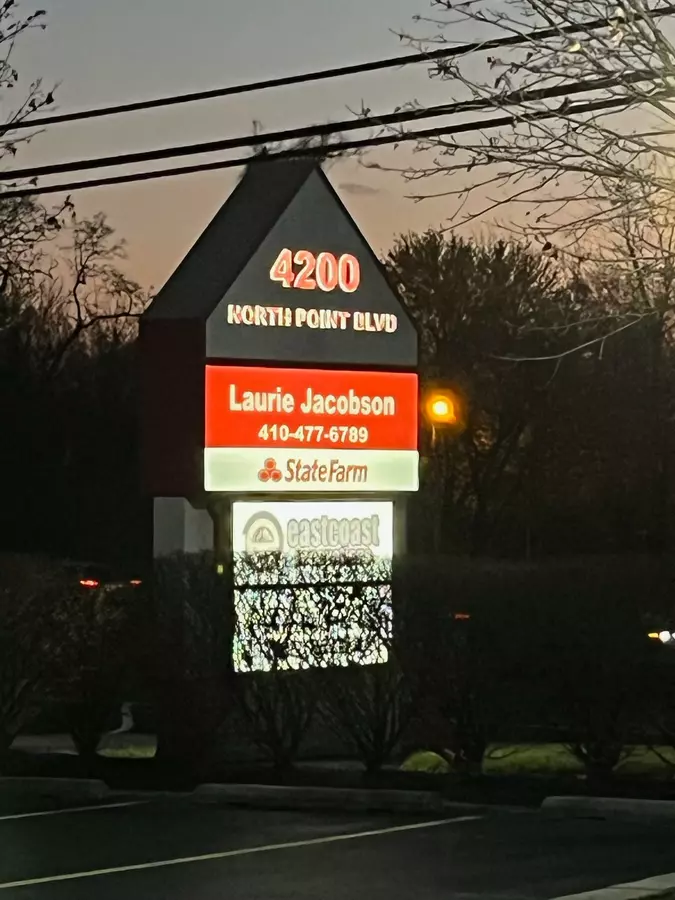 4200
NORTH POINT BLVD
Laurie Jacobson
410-477-6789
StateFarm
eastcoast